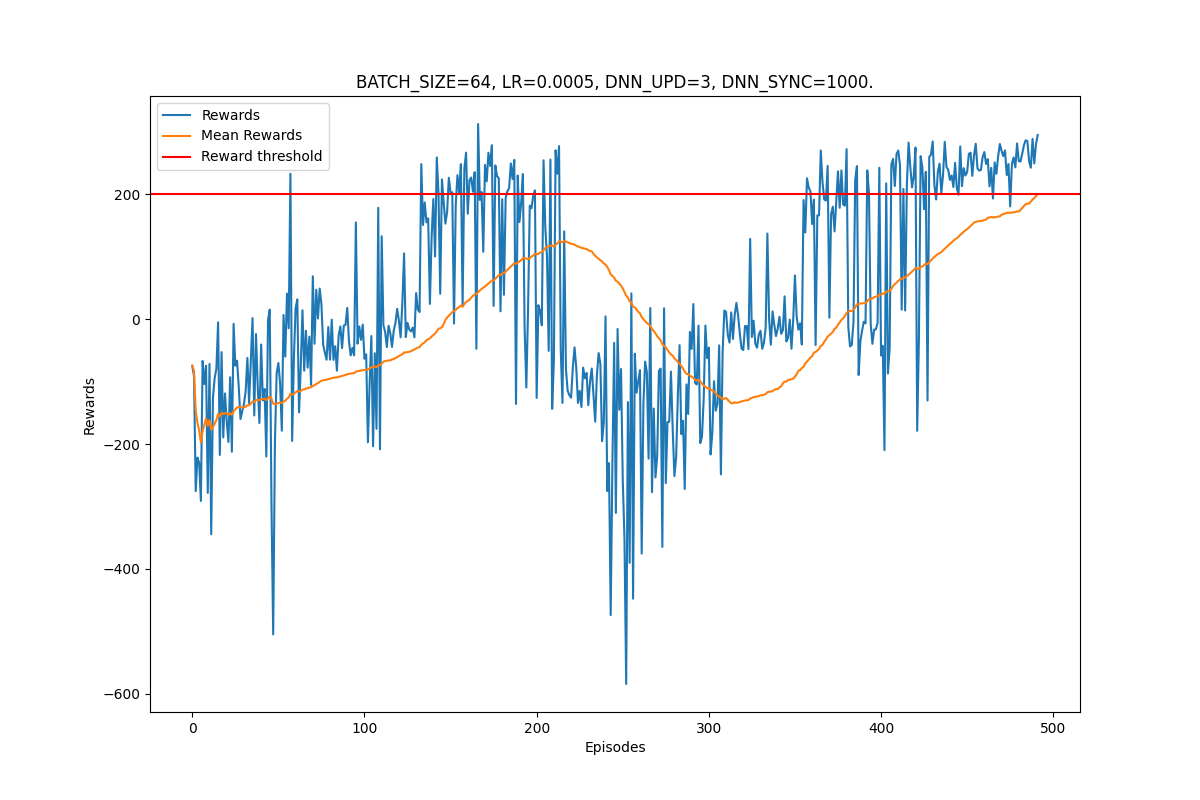 BATCH_SIZE=64, LR=0.0005, DNN_UPD=3, DNN_SYNC=1000.
Rewards
Mean Rewards
Reward threshold
200
0
−200
−400
−600
Rewards
0
100
200
300
400
500
Episodes